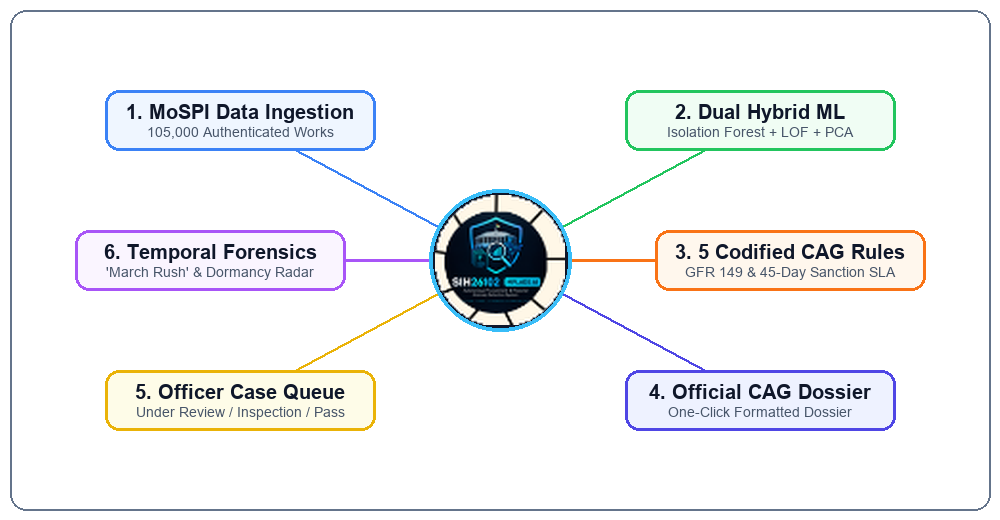 1. MoSPI Data Ingestion
105,000 Authenticated Works
2. Dual Hybrid ML
Isolation Forest + LOF + PCA
6. Temporal Forensics
'March Rush' & Dormancy Radar
SIH26102
3. 5 Codified CAG Rules
GFR 149 & 45-Day Sanction SLA
5. Officer Case Queue
Under Review / Inspection / Pass
4. Official CAG Dossier
One-Click Formatted Dossier